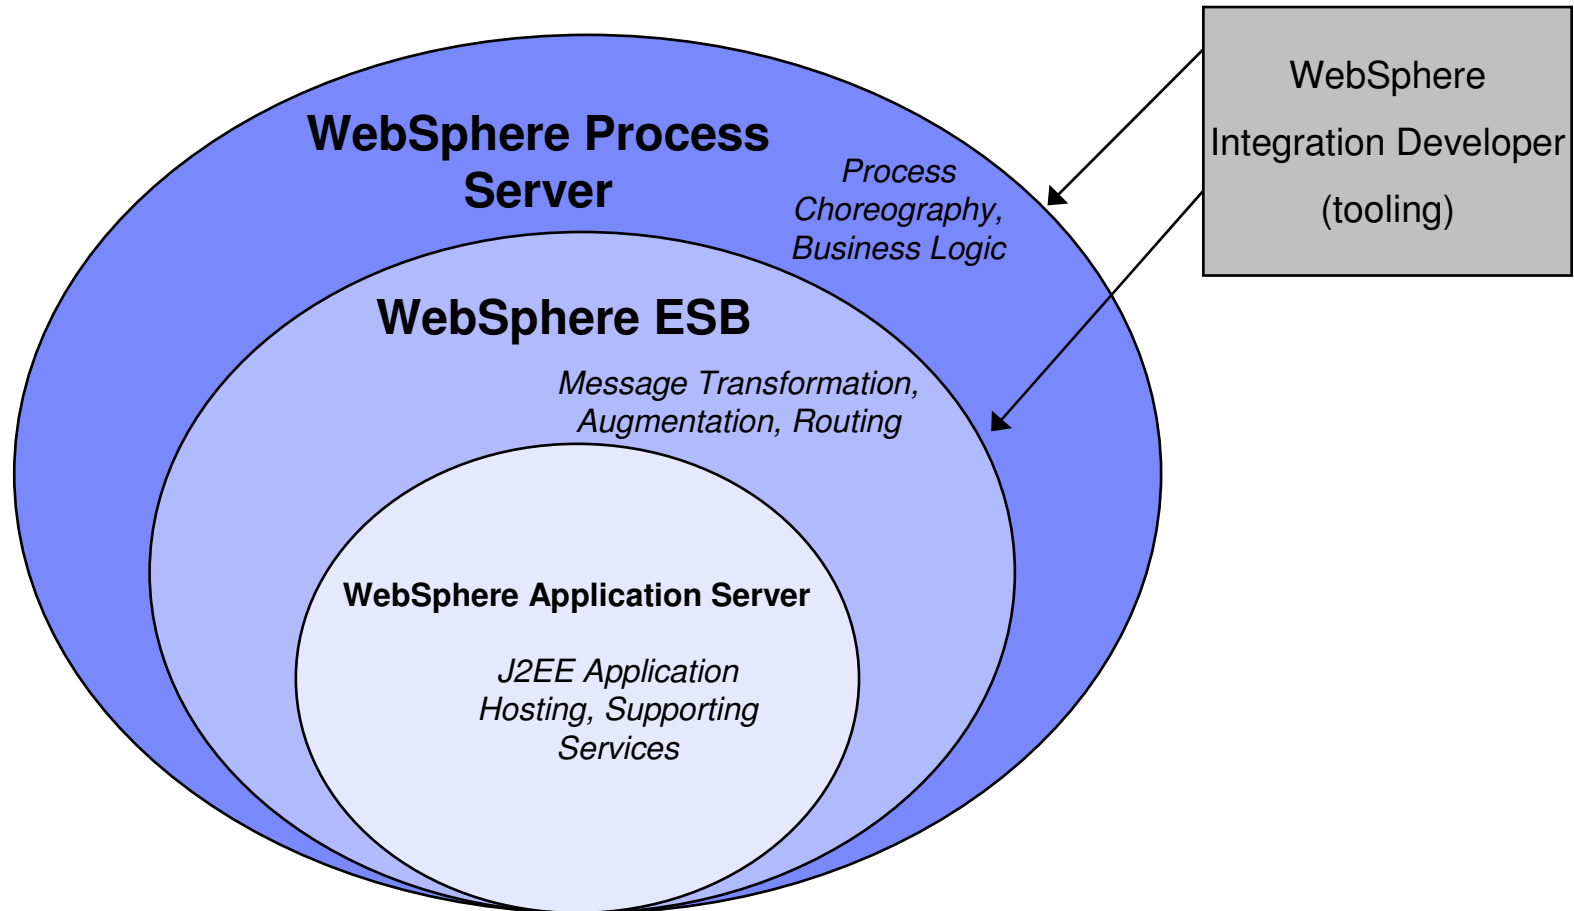 WebSphere Process
Server
Process
Choreography,
Business Logic
WebSphere ESB
Message Transformation,
Augmentation, Routing
WebSphere Application Server
J2EE Application
Hosting, Supporting
Services
WebSphere
Integration Developer
(tooling)